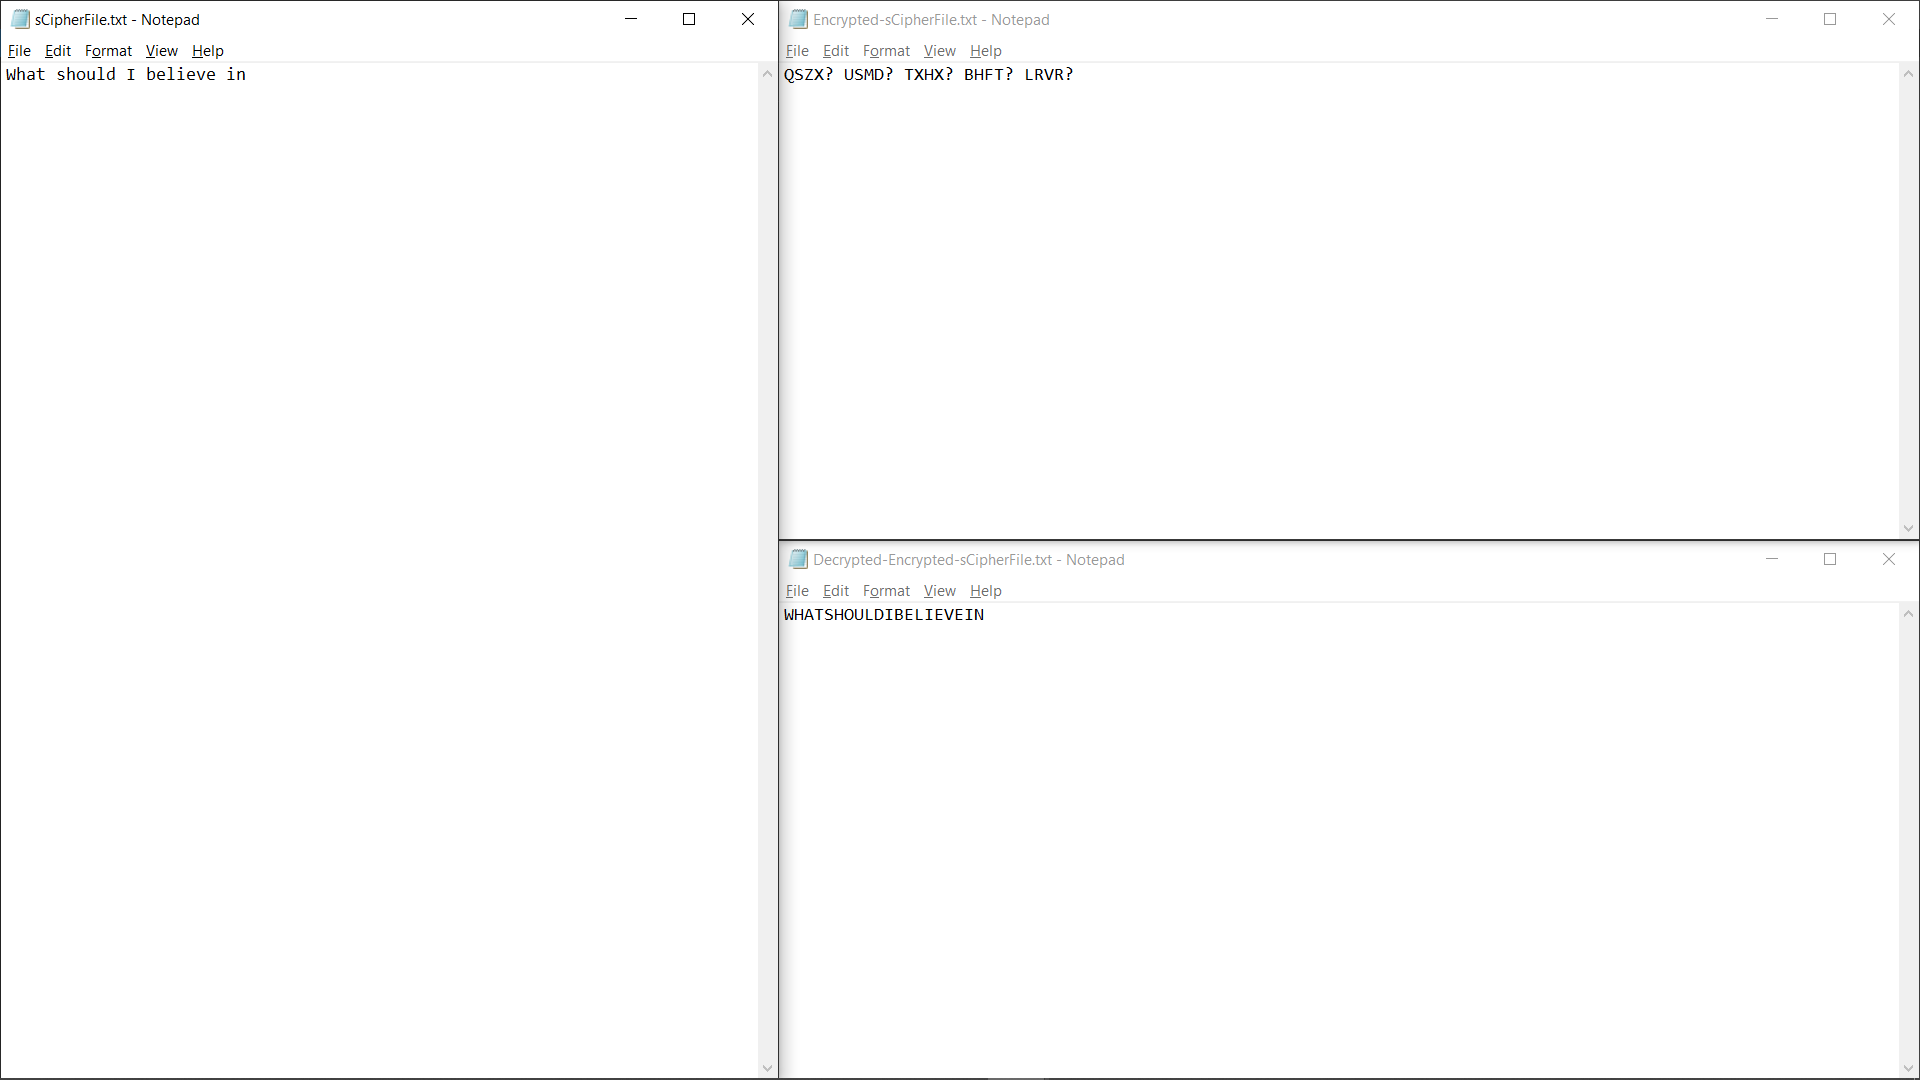 sCipherFile.txt - Notepad
File Edit Format View Help
What should I believe in
Encrypted-sCipherFile.txt - Notepad
File Edit Format View Help
QSZX? USMD? TXHX? BHFT? LRVR?
Decrypted-Encrypted-sCipherFile.txt - Notepad
File Edit Format View Help
WHATSHOULDIBELIEVEIN